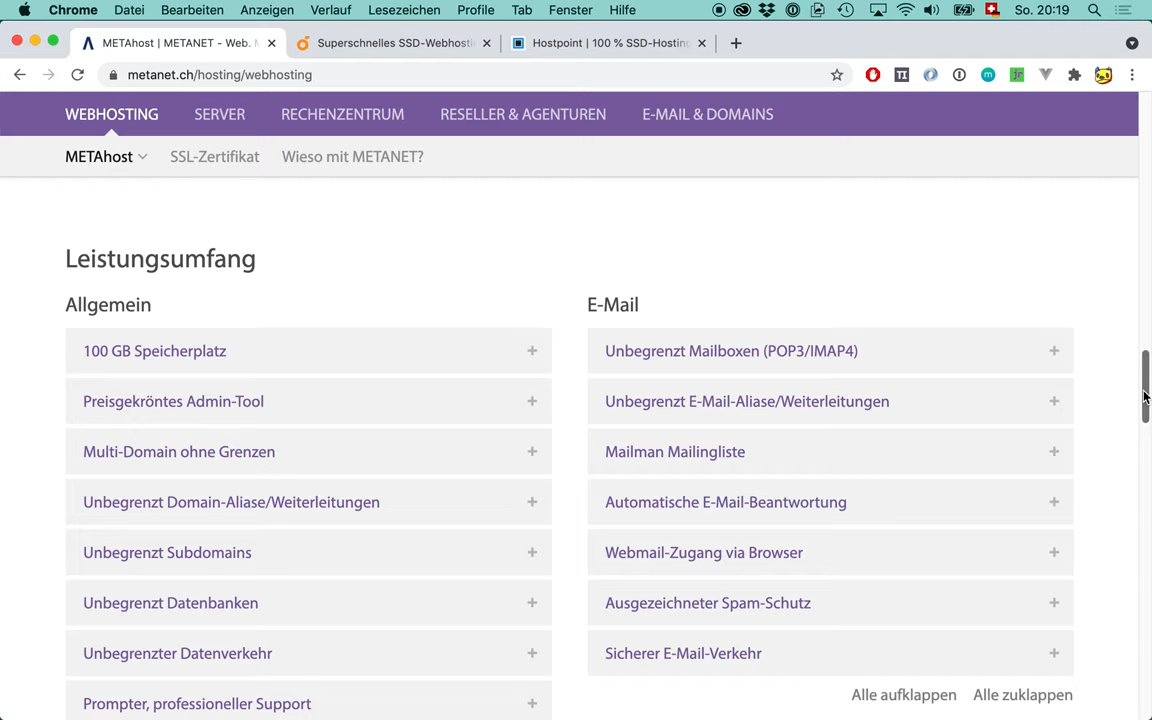 Chrome Datei Bearbeiten Anzeigen Verlauf Lesezeichen Profile Tab Fenster Hilfe So. 20:19
METAhost | METANET - Web. Superschnelles SSD-Webhosti Hostpoint | 100 % SSD-Hosting
metanet.ch/hosting/webhosting
WEBHOSTING SERVER RECHENZENTRUM RESELLER & AGENTUREN E-MAIL & DOMAINS
METAhost SSL-Zertifikat Wieso mit METANET?
Leistungsumfang
Allgemein
100 GB Speicherplatz
Preisgekröntes Admin-Tool
Multi-Domain ohne Grenzen
Unbegrenzt Domain-Aliase/Weiterleitungen
Unbegrenzt Subdomains
Unbegrenzt Datenbanken
Unbegrenzter Datenverkehr
Prompter, professioneller Support
E-Mail
Unbegrenzt Mailboxen (POP3/IMAP4)
Unbegrenzt E-Mail-Aliase/Weiterleitungen
Mailman Mailingliste
Automatische E-Mail-Beantwortung
Webmail-Zugang via Browser
Ausgezeichneter Spam-Schutz
Sicherer E-Mail-Verkehr
Alle aufklappen Alle zuklappen